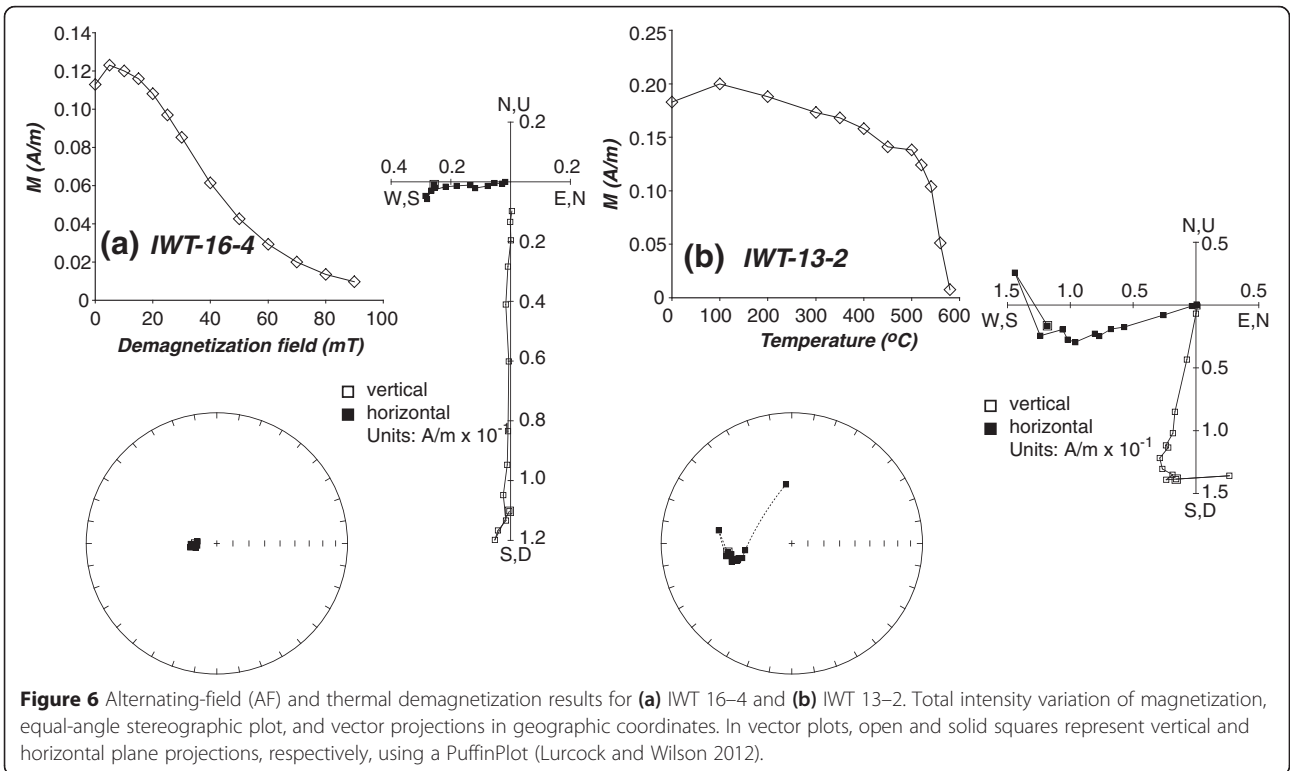 0.14
0.12
0.10
0.08
0.06
0.04
0.02
0
M (A/m)
0 20 40 60 80 100
Demagnetization field (mT)
(a) IWT-16-4
N,U
0.2
0.4 0.2 0.2
W,S E,N
0.2
0.4
0.6
0.8
1.0
1.2
S,D
vertical
horizontal
Units: A/m x 10⁻¹
0.25
0.20
0.15
0.10
0.05
0
M (A/m)
0 100 200 300 400 500 600
Temperature (ºC)
(b) IWT-13-2
N,U
0.5
1.5 1.0 0.5 0.5
W,S E,N
0.5
1.0
1.5
S,D
vertical
horizontal
Units: A/m x 10⁻¹
Figure 6 Alternating-field (AF) and thermal demagnetization results for (a) IWT 16–4 and (b) IWT 13–2. Total intensity variation of magnetization,
equal-angle stereographic plot, and vector projections in geographic coordinates. In vector plots, open and solid squares represent vertical and
horizontal plane projections, respectively, using a PuffinPlot (Lurcock and Wilson 2012).